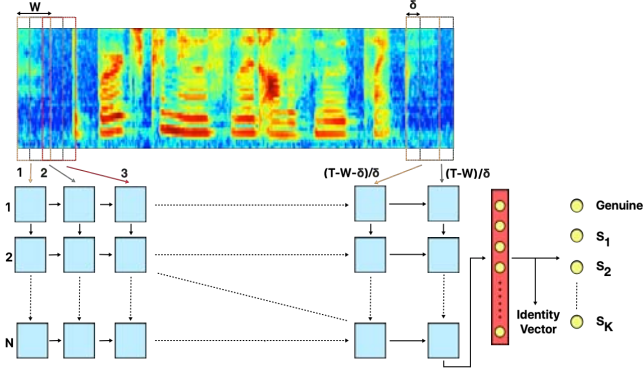 W
δ
1
2
3
(T-W-δ)/δ
(T-W)/δ
1
2
N
Genuine
S1
S2
SK
Identity
Vector